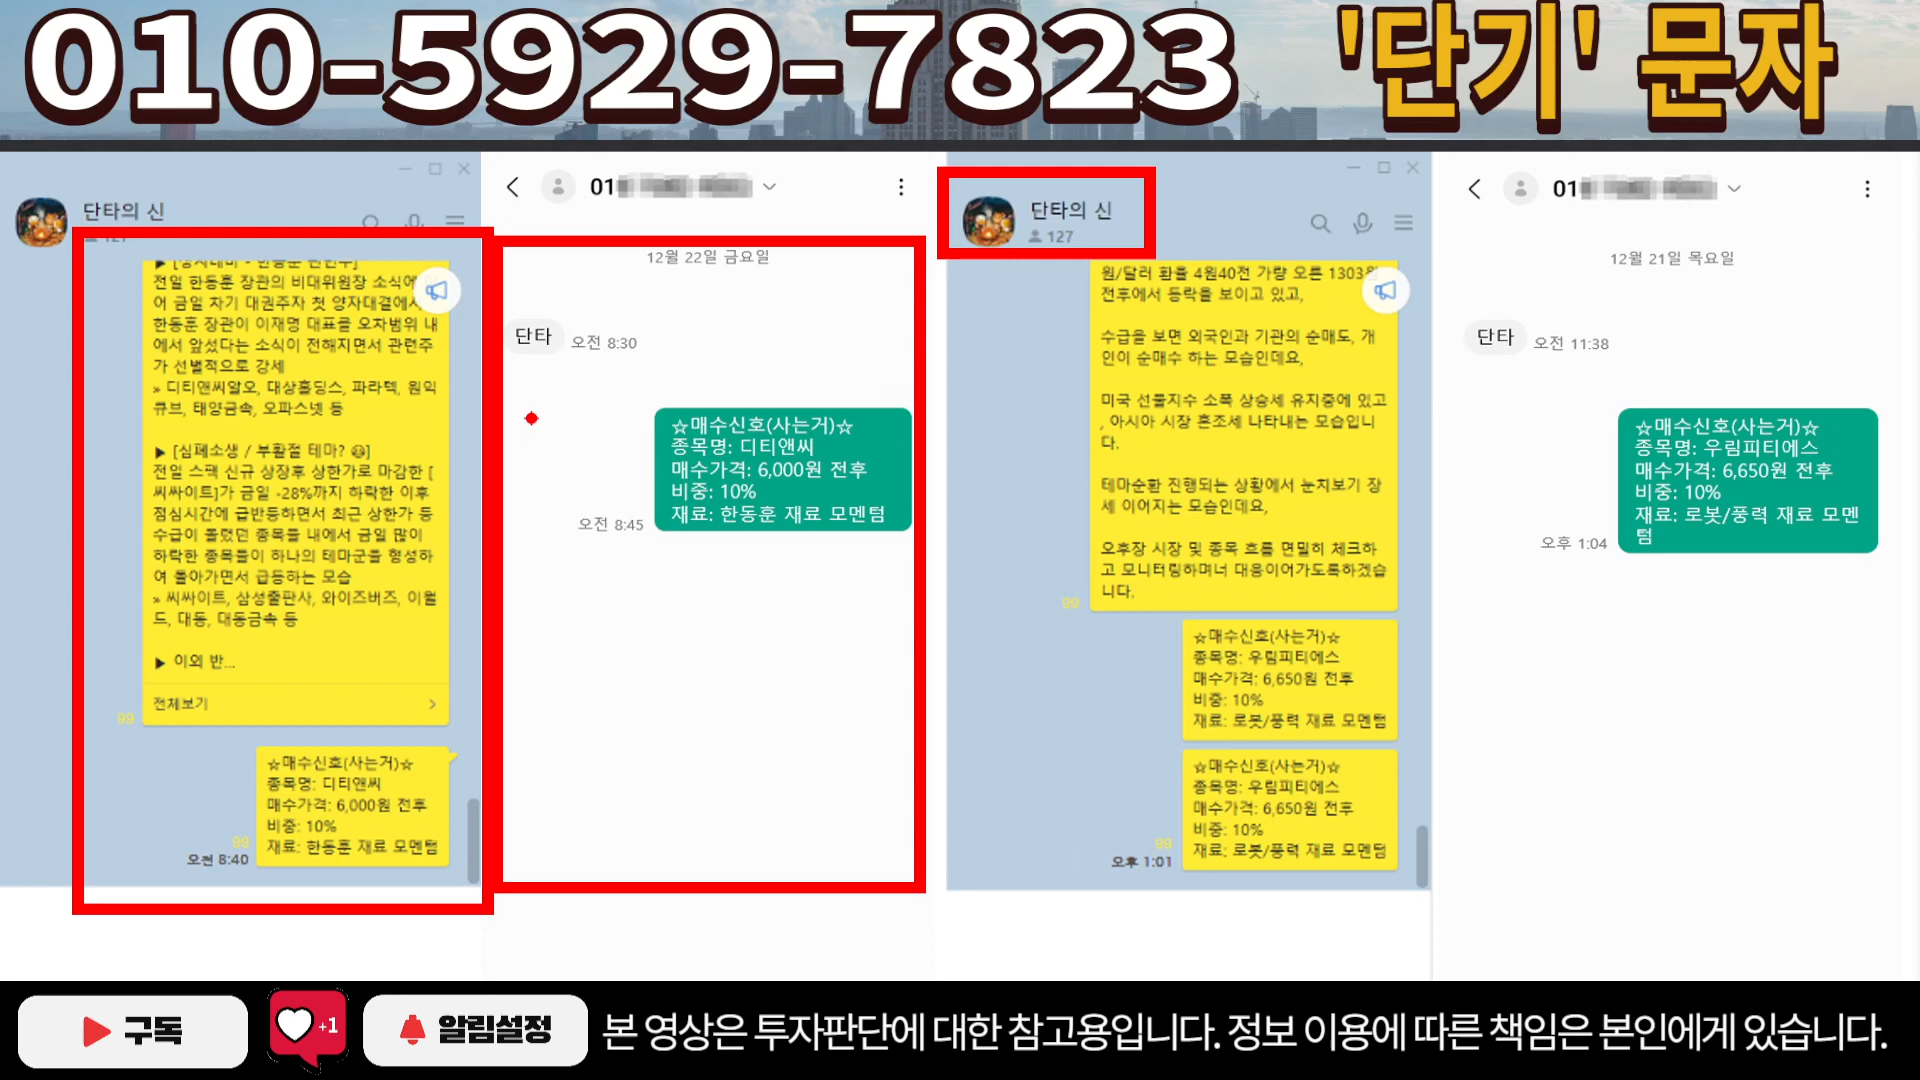 010-5929-7823 '단기' 문자
단타의 신
전일 한동훈 장관의 비대위원장 소식에
어 금일 차기 대권주자 첫 양자대결에서
한동훈 장관이 이재명 대표를 오차범위 내
에서 앞섰다는 소식이 전해지면서 관련주
가 선별적으로 강세
» 디티앤씨알오, 대상홀딩스, 파라텍, 원익
큐브, 태양금속, 오파스넷 등
▶ [심폐소생 / 부활절 테마? 😆]
전일 스팩 신규 상장후 상한가로 마감한 [
씨싸이트]가 금일 -28%까지 하락한 이후
점심시간에 급반등하면서 최근 상한가 등
수급이 몰렸던 종목들 내에서 금일 많이
하락한 종목들이 하나의 테마군을 형성하
여 돌아가면서 급등하는 모습
» 씨싸이트, 삼성출판사, 와이즈버즈, 이월
드, 대동, 대동금속 등
▶ 이외 반...
전체보기
99
☆매수신호(사는거)☆
종목명: 디티앤씨
매수가격: 6,000원 전후
비중: 10%
재료: 한동훈 재료 모멘텀
99
오전 8:40
01
12월 22일 금요일
단타
오전 8:30
☆매수신호(사는거)☆
종목명: 디티앤씨
매수가격: 6,000원 전후
비중: 10%
재료: 한동훈 재료 모멘텀
오전 8:45
단타의 신
127
원/달러 환율 4원40전 가량 오른 1303원
전후에서 등락을 보이고 있고,
수급을 보면 외국인과 기관의 순매도, 개
인이 순매수 하는 모습인데요,
미국 선물지수 소폭 상승세 유지중에 있고
, 아시아 시장 혼조세 나타내는 모습입니
다.
테마순환 진행되는 상황에서 눈치보기 장
세 이어지는 모습인데요,
오후장 시장 및 종목 흐름 면밀히 체크하
고 모니터링하며너 대응이어가도록하겠습
니다.
99
☆매수신호(사는거)☆
종목명: 우림피티에스
매수가격: 6,650원 전후
비중: 10%
재료: 로봇/풍력 재료 모멘텀
☆매수신호(사는거)☆
종목명: 우림피티에스
매수가격: 6,650원 전후
비중: 10%
재료: 로봇/풍력 재료 모멘텀
99
오후 1:01
01
12월 21일 목요일
단타
오전 11:38
☆매수신호(사는거)☆
종목명: 우림피티에스
매수가격: 6,650원 전후
비중: 10%
재료: 로봇/풍력 재료 모멘
텀
오후 1:04
구독
+1
알림설정
본 영상은 투자판단에 대한 참고용입니다. 정보 이용에 따른 책임은 본인에게 있습니다.